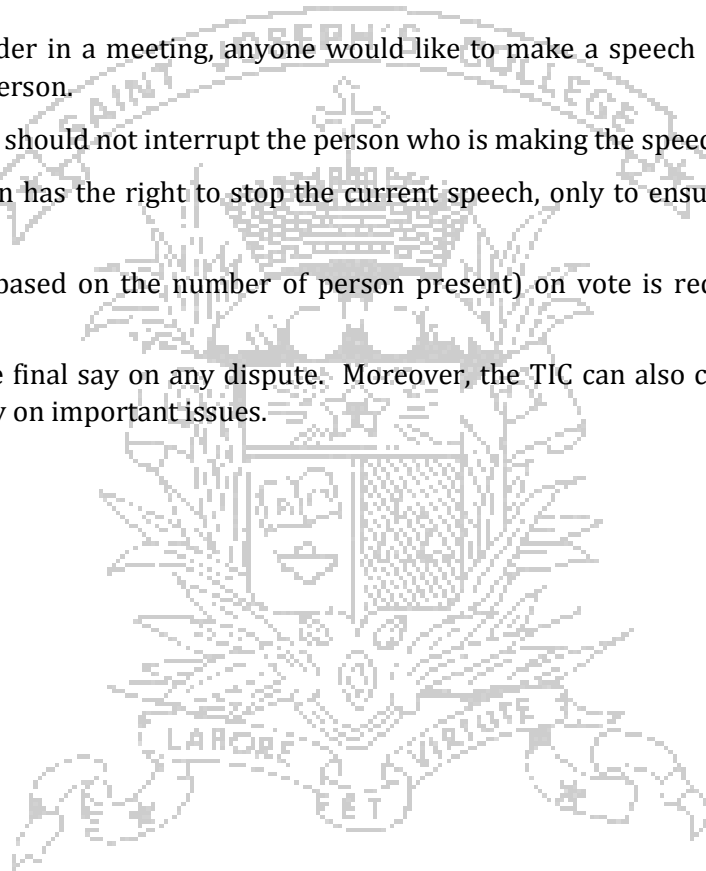 SAINT JOSEPH'S COLLEGE
der in a meeting, anyone would like to make a speech
erson.
should not interrupt the person who is making the speec
n has the right to stop the current speech, only to ensu
based on the number of person present) on vote is rec
e final say on any dispute. Moreover, the TIC can also c
y on important issues.
LABORE
ET
VIRTUTE